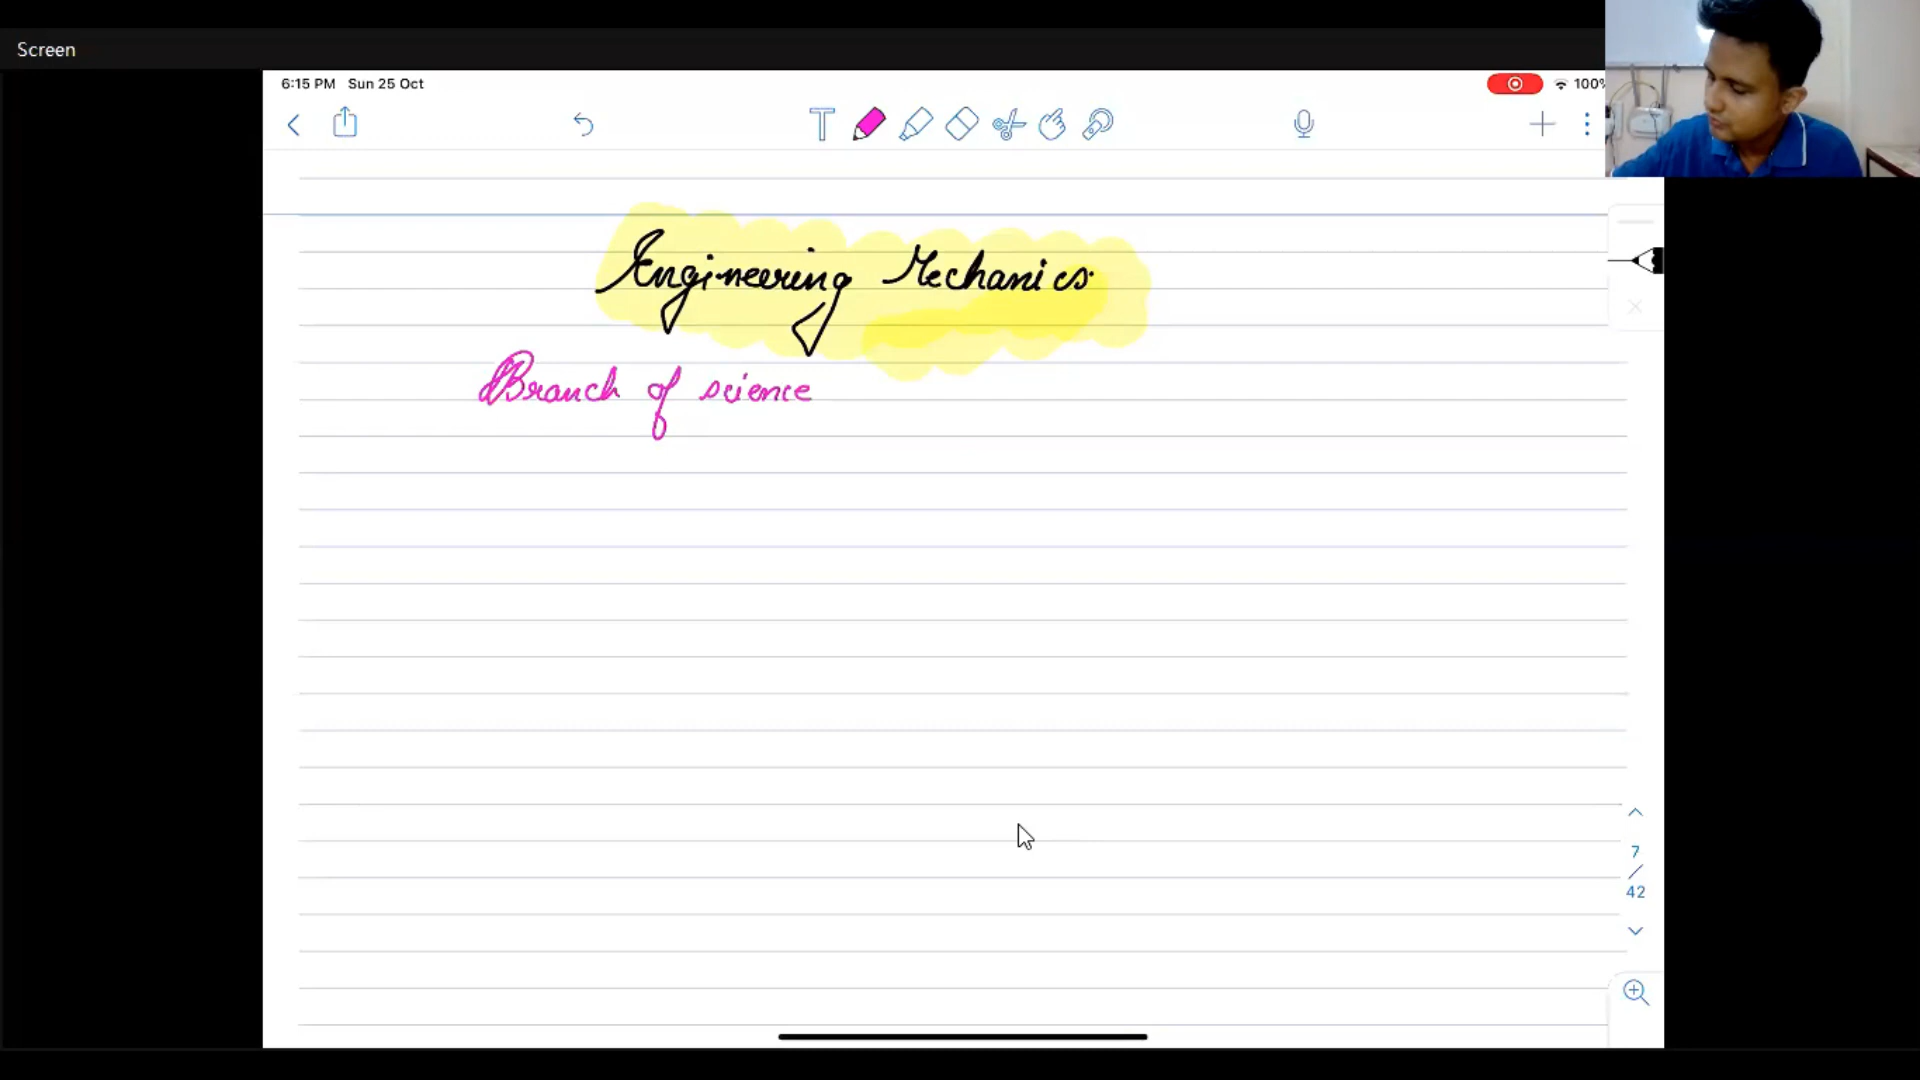 Screen
6:15 PM Sun 25 Oct
100%
T
Engineering Mechanics
Branch of science
7
/
42